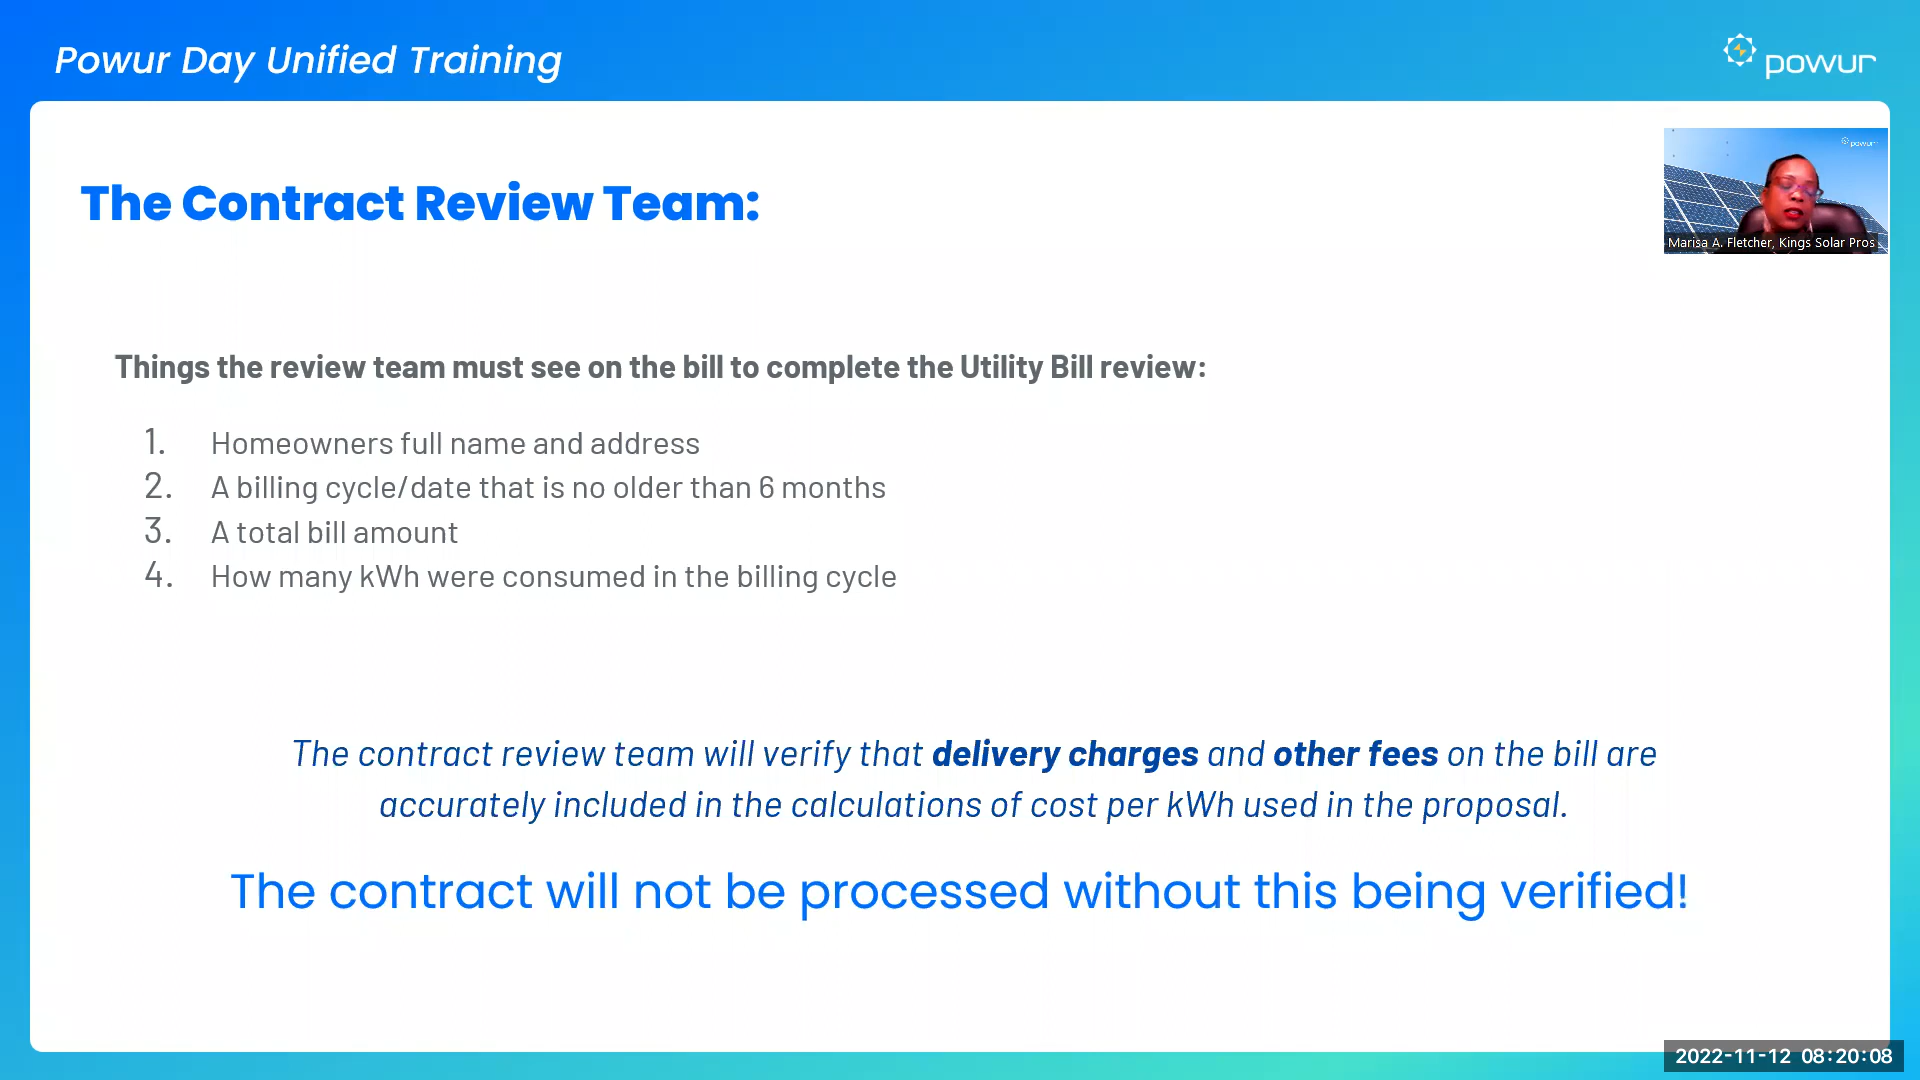 Powur Day Unified Training
powur
The Contract Review Team:
powur
Marisa A. Fletcher, Kings Solar Pros
Things the review team must see on the bill to complete the Utility Bill review:
1. Homeowners full name and address
2. A billing cycle/date that is no older than 6 months
3. A total bill amount
4. How many kWh were consumed in the billing cycle
The contract review team will verify that delivery charges and other fees on the bill are
accurately included in the calculations of cost per kWh used in the proposal.
The contract will not be processed without this being verified!
2022-11-12 08:20:08